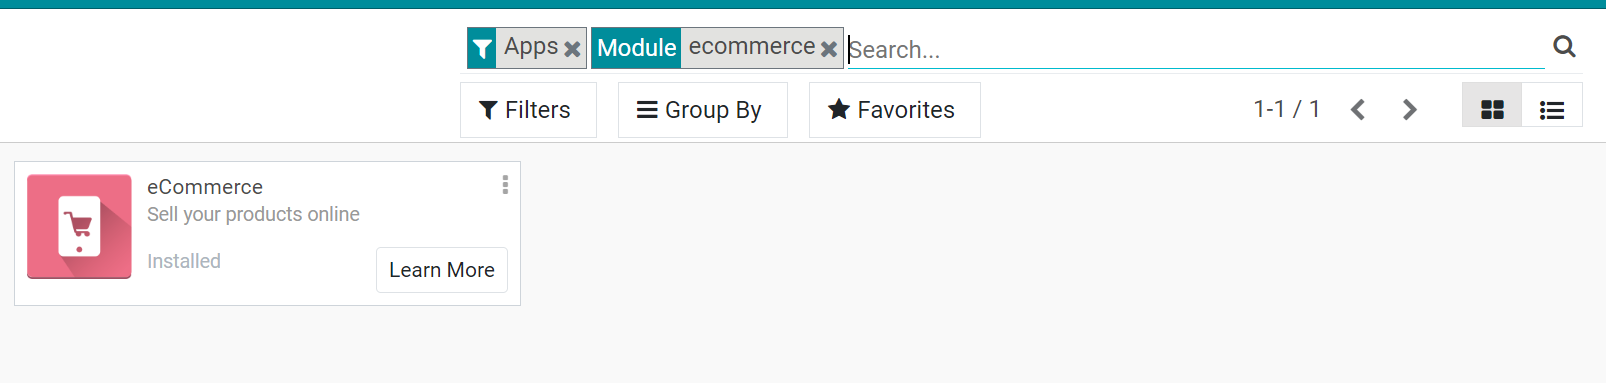 Apps Module ecommerce Search...
Filters Group By Favorites 1-1 / 1
eCommerce
Sell your products online
Installed
Learn More